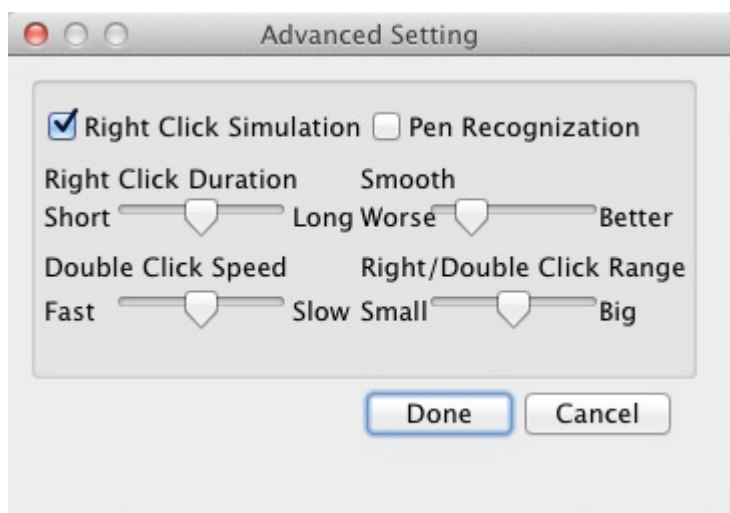 Advanced Setting
Right Click Simulation Pen Recognization
Right Click Duration Smooth
Short Long Worse Better
Double Click Speed Right/Double Click Range
Fast Slow Small Big
Done Cancel